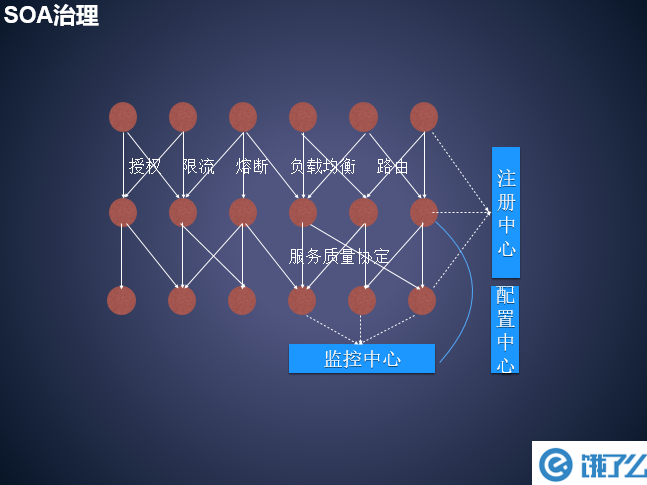 SOA治理
授权 限流 熔断 负载均衡 路由
服务质量协定
注册中心
配置中心
监控中心
饿了么